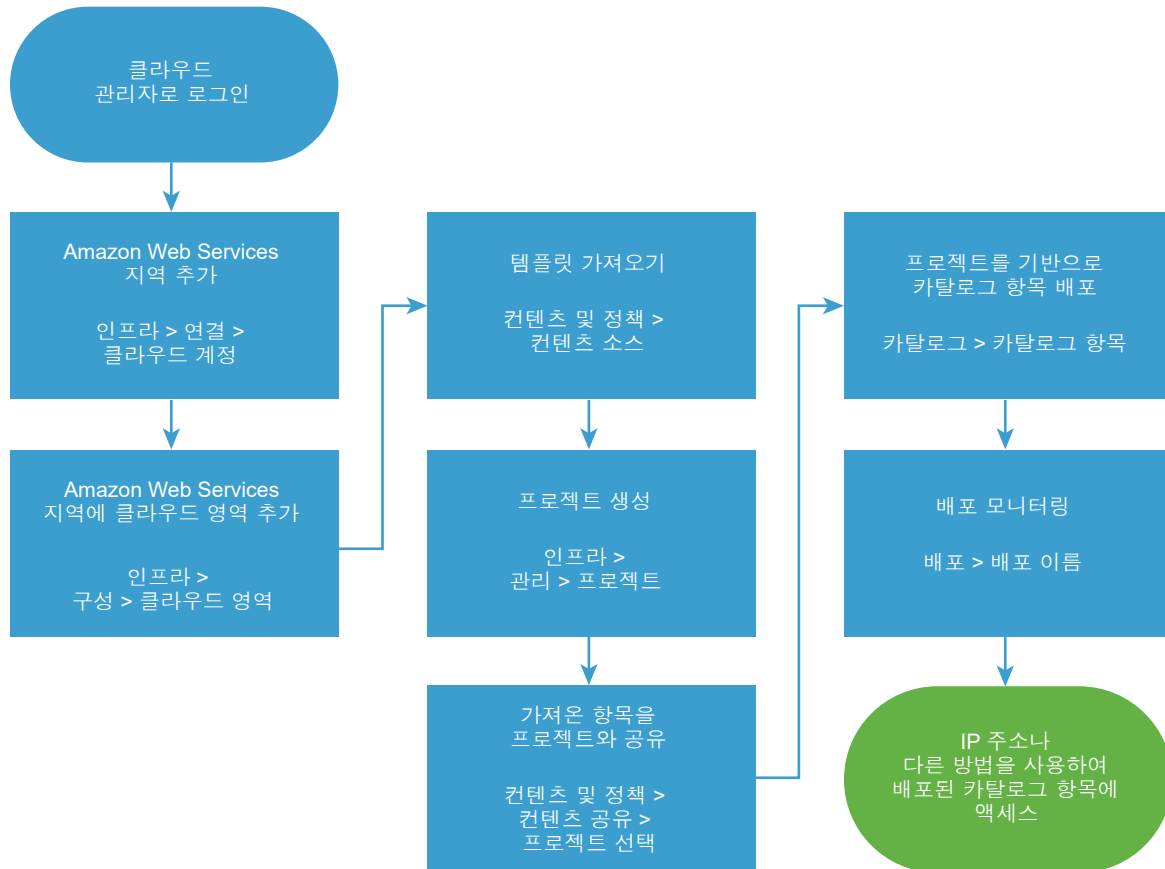 클라우드
관리자로 로그인
Amazon Web Services
지역 추가
인프라 > 연결 >
클라우드 계정
Amazon Web Services
지역에 클라우드 영역 추가
인프라 >
구성 > 클라우드 영역
템플릿 가져오기
컨텐츠 및 정책 >
컨텐츠 소스
프로젝트 생성
인프라 >
관리 > 프로젝트
가져온 항목을
프로젝트와 공유
컨텐츠 및 정책 >
컨텐츠 공유 >
프로젝트 선택
프로젝트를 기반으로
카탈로그 항목 배포
카탈로그 > 카탈로그 항목
배포 모니터링
배포 > 배포 이름
IP 주소나
다른 방법을 사용하여
배포된 카탈로그 항목에
액세스